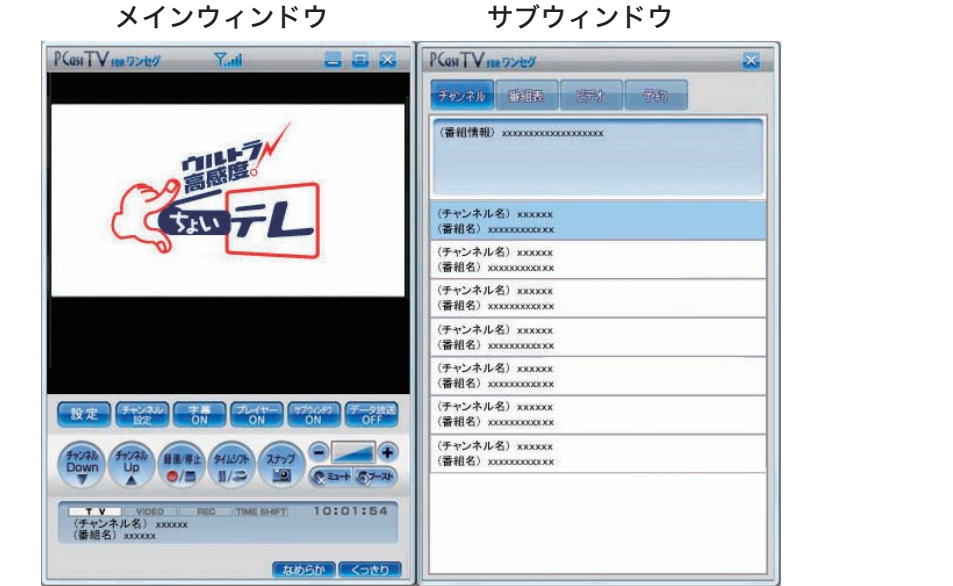 メインウィンドウ
サブウィンドウ
PCastTV FOR ワンセグ
ウルトラ
高感度。
ちょいテレ
設定
チャンネル設定
字幕 ON
プレイヤー ON
サブウィンドウ ON
データ放送 OFF
チャンネル Down
チャンネル Up
録画/停止
タイムシフト
スナップ
ミュート
ブースト
TV VIDEO REC TIME SHIFT 10:01:54
(チャンネル名) xxxxxx
(番組名) xxxxxx
なめらか くっきり
PCastTV FOR ワンセグ
チャンネル 番組表 ビデオ 予約
(番組情報) xxxxxxxxxxxxxxxxxxx
(チャンネル名) xxxxxx
(番組名) xxxxxxxxxxxx
(チャンネル名) xxxxxx
(番組名) xxxxxxxxxxxx
(チャンネル名) xxxxxx
(番組名) xxxxxxxxxxxx
(チャンネル名) xxxxxx
(番組名) xxxxxxxxxxxx
(チャンネル名) xxxxxx
(番組名) xxxxxxxxxxxx
(チャンネル名) xxxxxx
(番組名) xxxxxxxxxxxx
(チャンネル名) xxxxxx
(番組名) xxxxxxxxxxxx